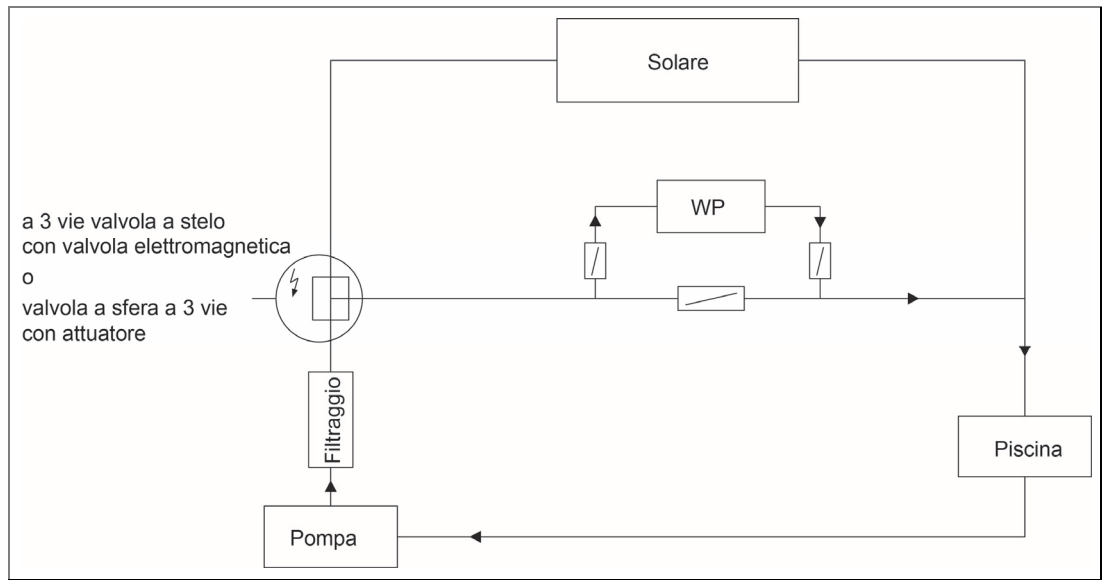 Solare
WP
a 3 vie valvola a stelo
con valvola elettromagnetica
o
valvola a sfera a 3 vie
con attuatore
Filtraggio
Piscina
Pompa